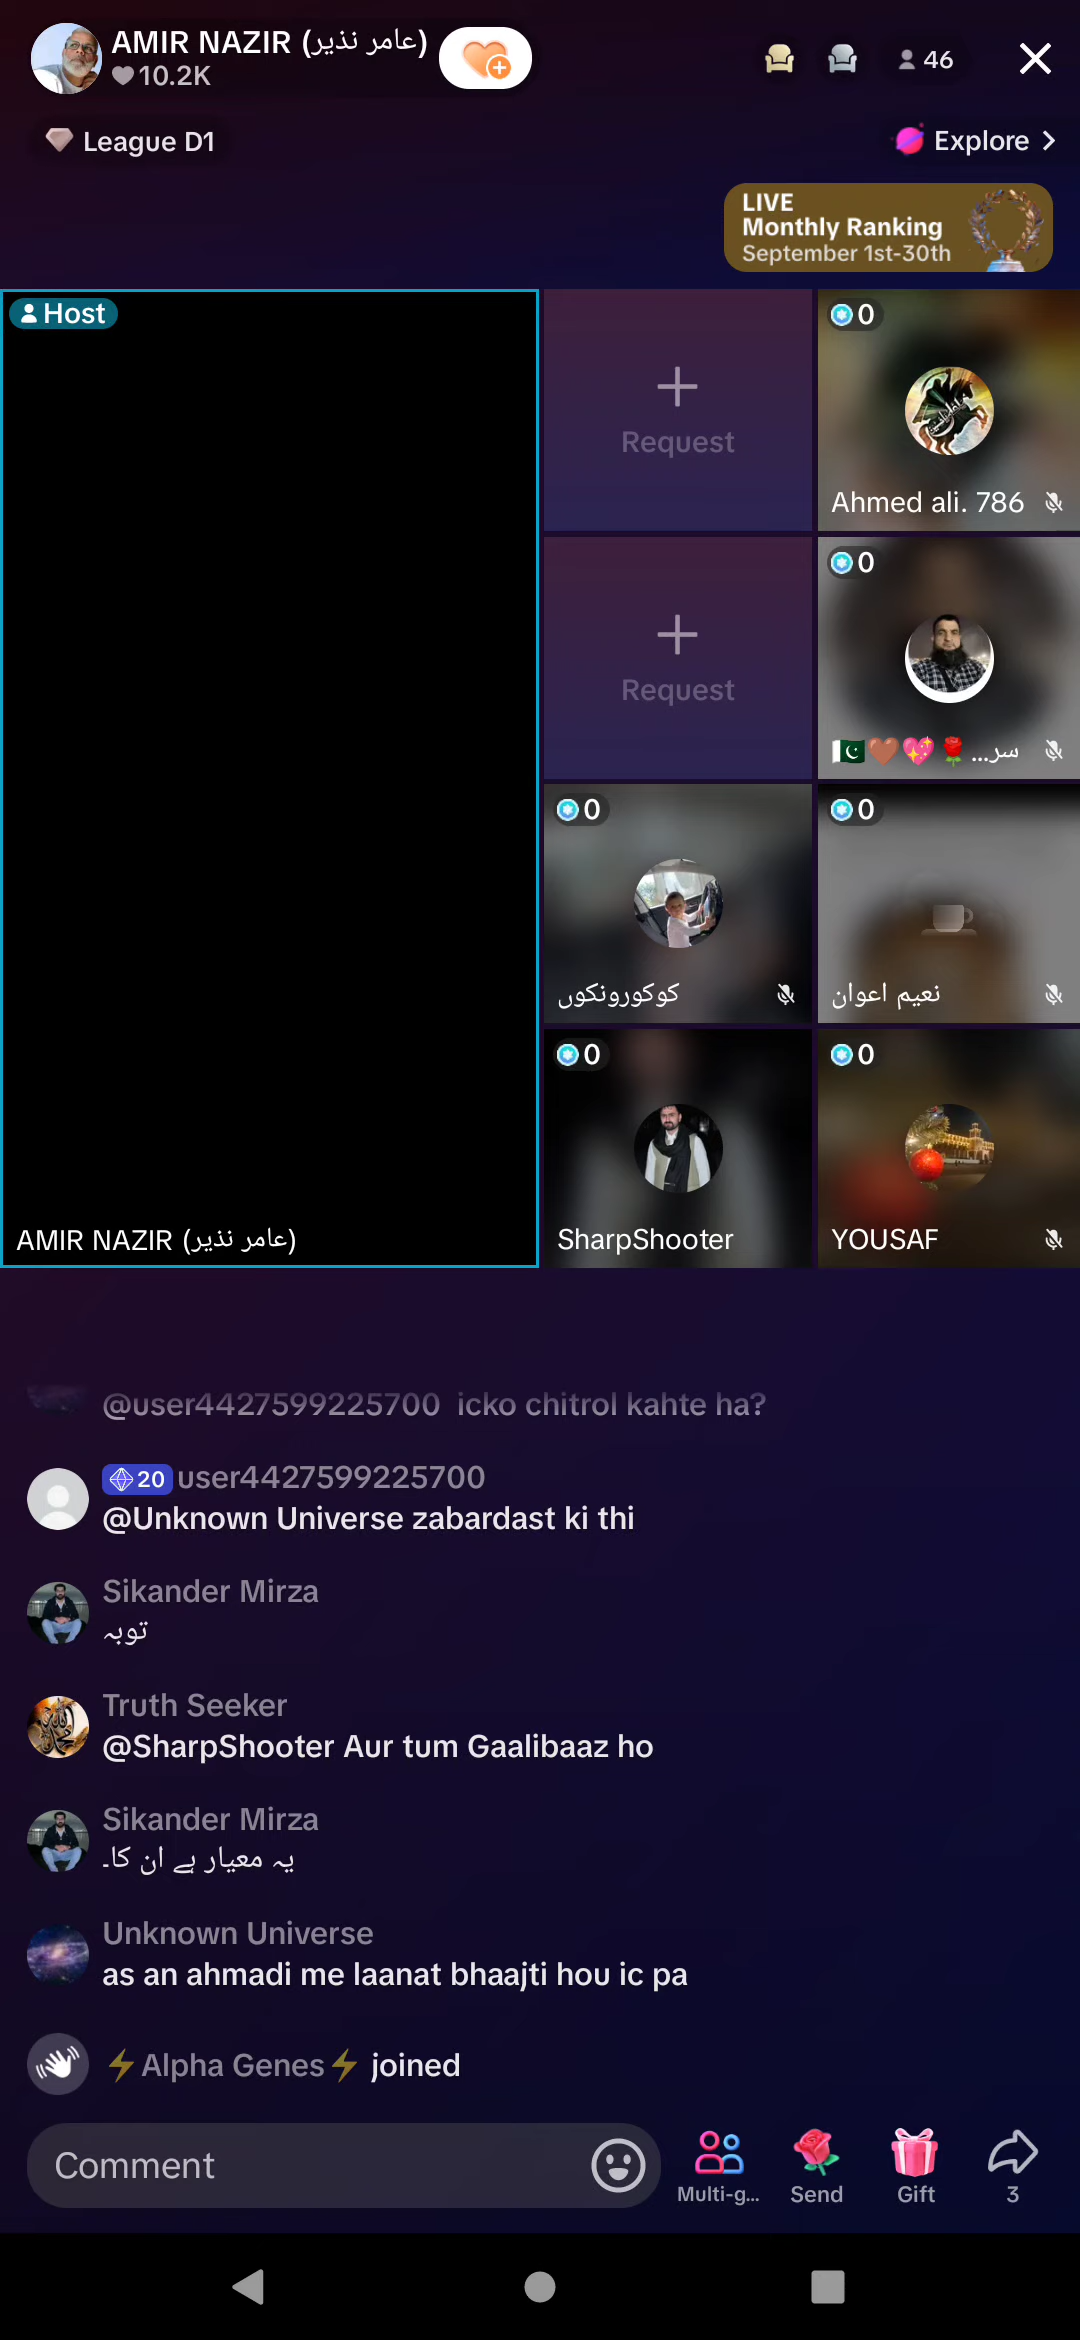 AMIR NAZIR (عامر نذیر)
10.2K
46
League D1
Explore
LIVE
Monthly Ranking
September 1st-30th
Host
AMIR NAZIR (عامر نذیر)
Request
0
Ahmed ali. 786
Request
0
🇵🇰🤎💖🌹...سر
0
کوکورونکوں
0
نعیم اعوان
0
SharpShooter
0
YOUSAF
@user4427599225700 icko chitrol kahte ha?
20 user4427599225700
@Unknown Universe zabardast ki thi
Sikander Mirza
توبہ
Truth Seeker
@SharpShooter Aur tum Gaalibaaz ho
Sikander Mirza
یہ معیار ہے ان کا۔
Unknown Universe
as an ahmadi me laanat bhaajti hou ic pa
⚡Alpha Genes⚡ joined
Comment
Multi-g...
Send
Gift
3